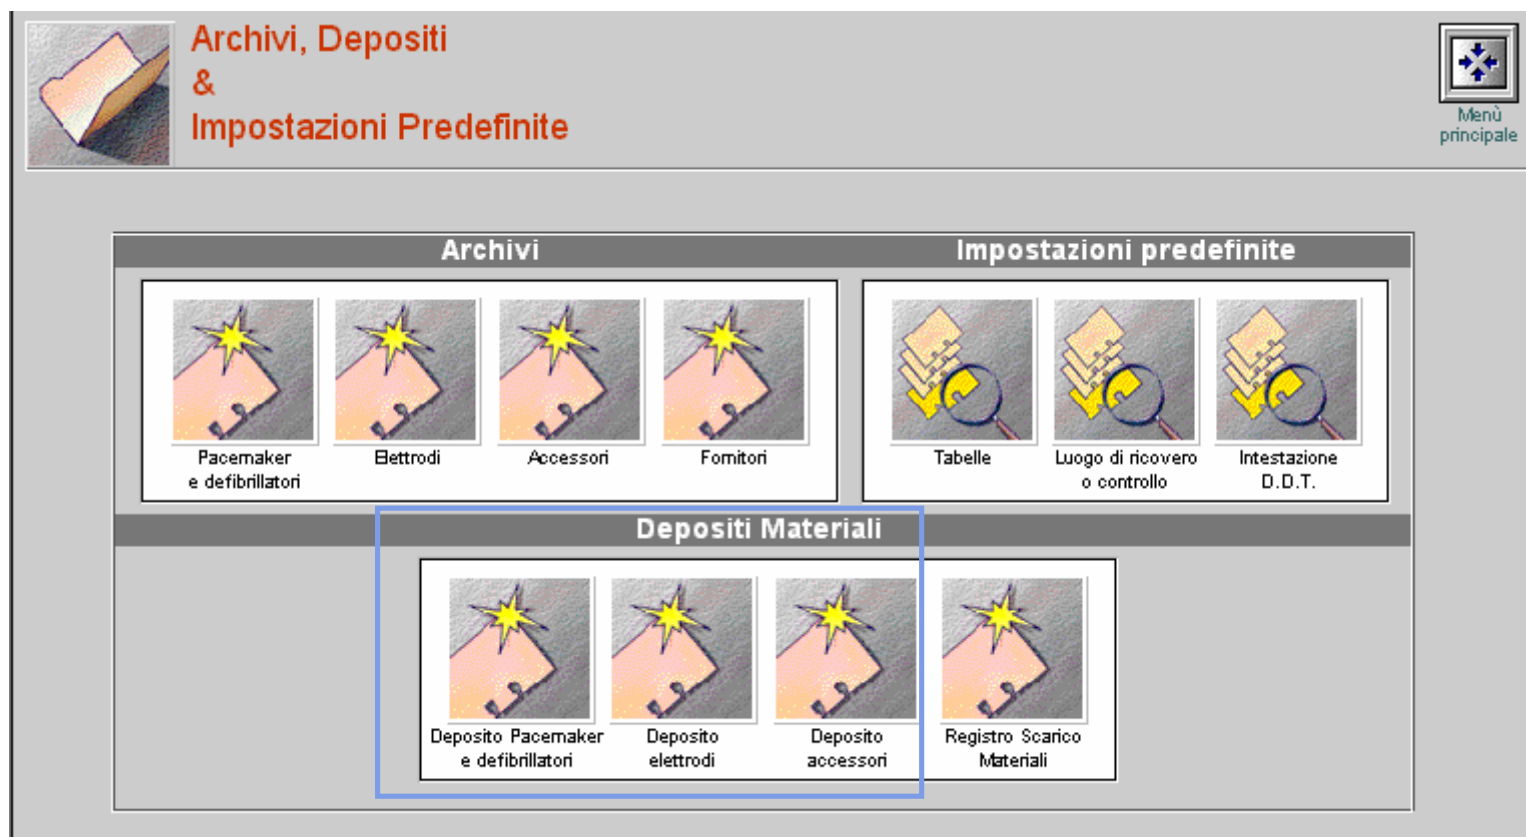 Archivi, Depositi
&
Impostazioni Predefinite
Menù
principale
Archivi
Impostazioni predefinite
Pacemaker
e defibrillatori
Elettrodi
Accessori
Fornitori
Tabelle
Luogo di ricovero
o controllo
Intestazione
D.D.T.
Depositi Materiali
Deposito Pacemaker
e defibrillatori
Deposito
elettrodi
Deposito
accessori
Registro Scarico
Materiali